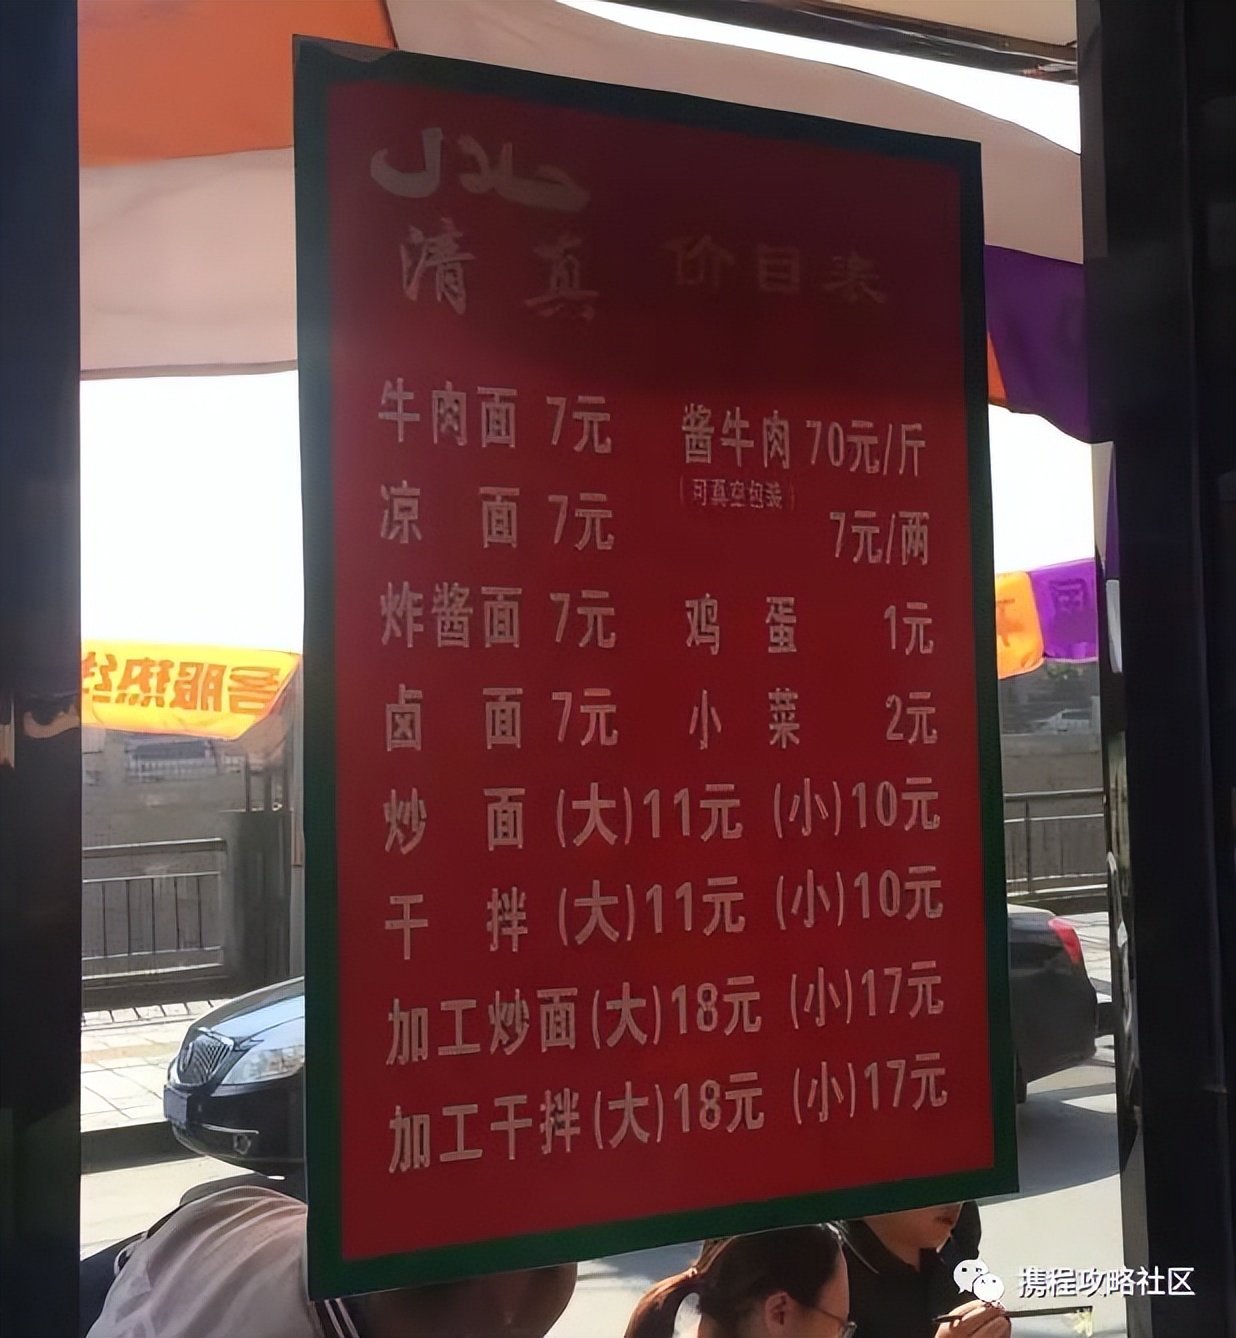 清真 价目表
牛肉面 7元 酱牛肉 70元/斤
(可真空包装)
凉面 7元 7元/两
炸酱面 7元 鸡蛋 1元
卤面 7元 小菜 2元
炒面 (大)11元 (小)10元
干拌 (大)11元 (小)10元
加工炒面(大)18元 (小)17元
加工干拌(大)18元 (小)17元
客服热线
携程攻略社区